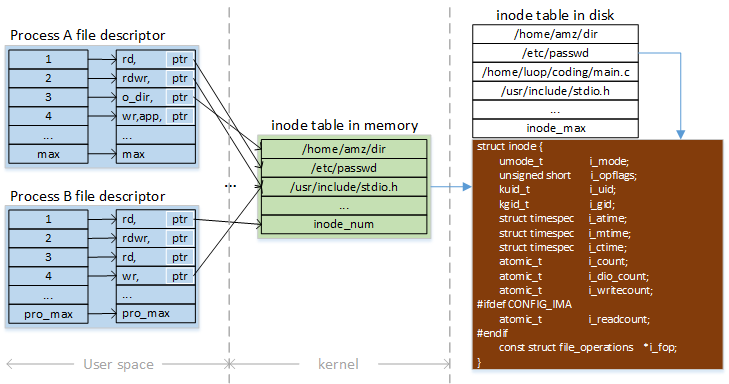 Process A file descriptor
1 rd, ptr
2 rdwr, ptr
3 o_dir, ptr
4 wr,app, ptr
... ...
max max
Process B file descriptor
1 rd, ptr
2 rdwr,
3 rd,
4 wr, ptr
... ...
pro_max pro_max
User space
...
inode table in memory
/home/amz/dir
/etc/passwd
/usr/include/stdio.h
...
inode_num
kernel
inode table in disk
/home/amz/dir
/etc/passwd
/home/luop/coding/main.c
/usr/include/stdio.h
...
inode_max
struct inode {
umode_t i_mode;
unsigned short i_opflags;
kuid_t i_uid;
kgid_t i_gid;
struct timespec i_atime;
struct timespec i_mtime;
struct timespec i_ctime;
atomic_t i_count;
atomic_t i_dio_count;
atomic_t i_writecount;
#ifdef CONFIG_IMA
atomic_t i_readcount;
#endif
const struct file_operations *i_fop;
}